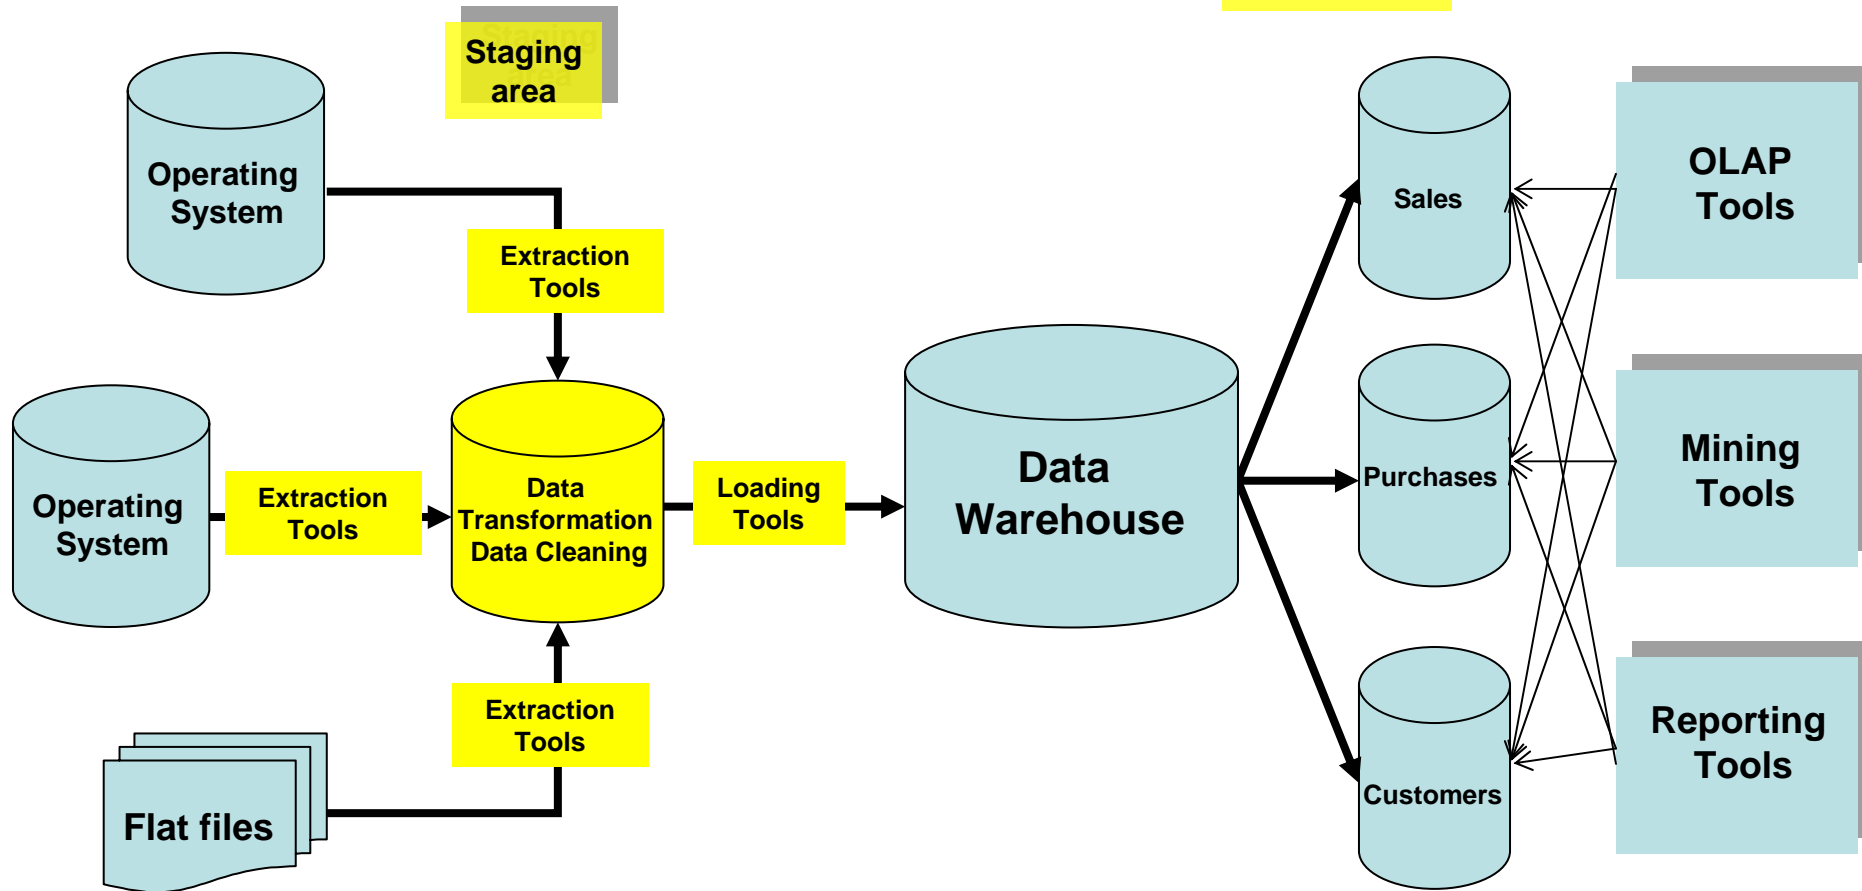 Staging
area
Operating
System
Extraction
Tools
Operating
System
Extraction
Tools
Data
Transformation
Data Cleaning
Loading
Tools
Data
Warehouse
Extraction
Tools
Flat files
Sales
Purchases
Customers
OLAP
Tools
Mining
Tools
Reporting
Tools